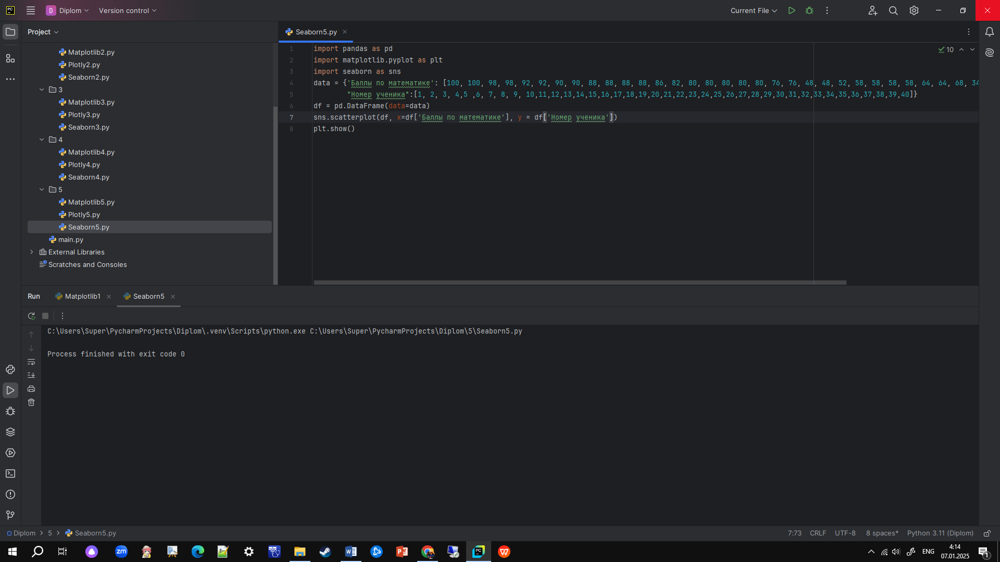 PC
D
Diplom
Version control
Current File
Project
Matplotlib2.py
Plotly2.py
Seaborn2.py
3
Matplotlib3.py
Plotly3.py
Seaborn3.py
4
Matplotlib4.py
Plotly4.py
Seaborn4.py
5
Matplotlib5.py
Plotly5.py
Seaborn5.py
main.py
External Libraries
Scratches and Consoles
Seaborn5.py
10
1 import pandas as pd
2 import matplotlib.pyplot as plt
3 import seaborn as sns
4 data = {'Баллы по математике': [100, 100, 98, 98, 92, 92, 90, 90, 88, 88, 88, 88, 86, 82, 80, 80, 80, 80, 80, 76, 76, 48, 48, 52, 58, 58, 58, 58, 64, 64, 68, 34
5 "Номер ученика":[1, 2, 3, 4,5 ,6, 7, 8, 9, 10,11,12,13,14,15,16,17,18,19,20,21,22,23,24,25,26,27,28,29,30,31,32,33,34,35,36,37,38,39,40]}
6 df = pd.DataFrame(data=data)
7 sns.scatterplot(df, x=df['Баллы по математике'], y = df['Номер ученика'])
8 plt.show()
Run
Matplotlib1
Seaborn5
C:\Users\Super\PycharmProjects\Diplom\.venv\Scripts\python.exe C:\Users\Super\PycharmProjects\Diplom\5\Seaborn5.py
Process finished with exit code 0
Diplom
5
Seaborn5.py
7:73
CRLF
UTF-8
8 spaces*
Python 3.11 (Diplom)
zm
W
P
PC
W
ENG
4:14
07.01.2025
1